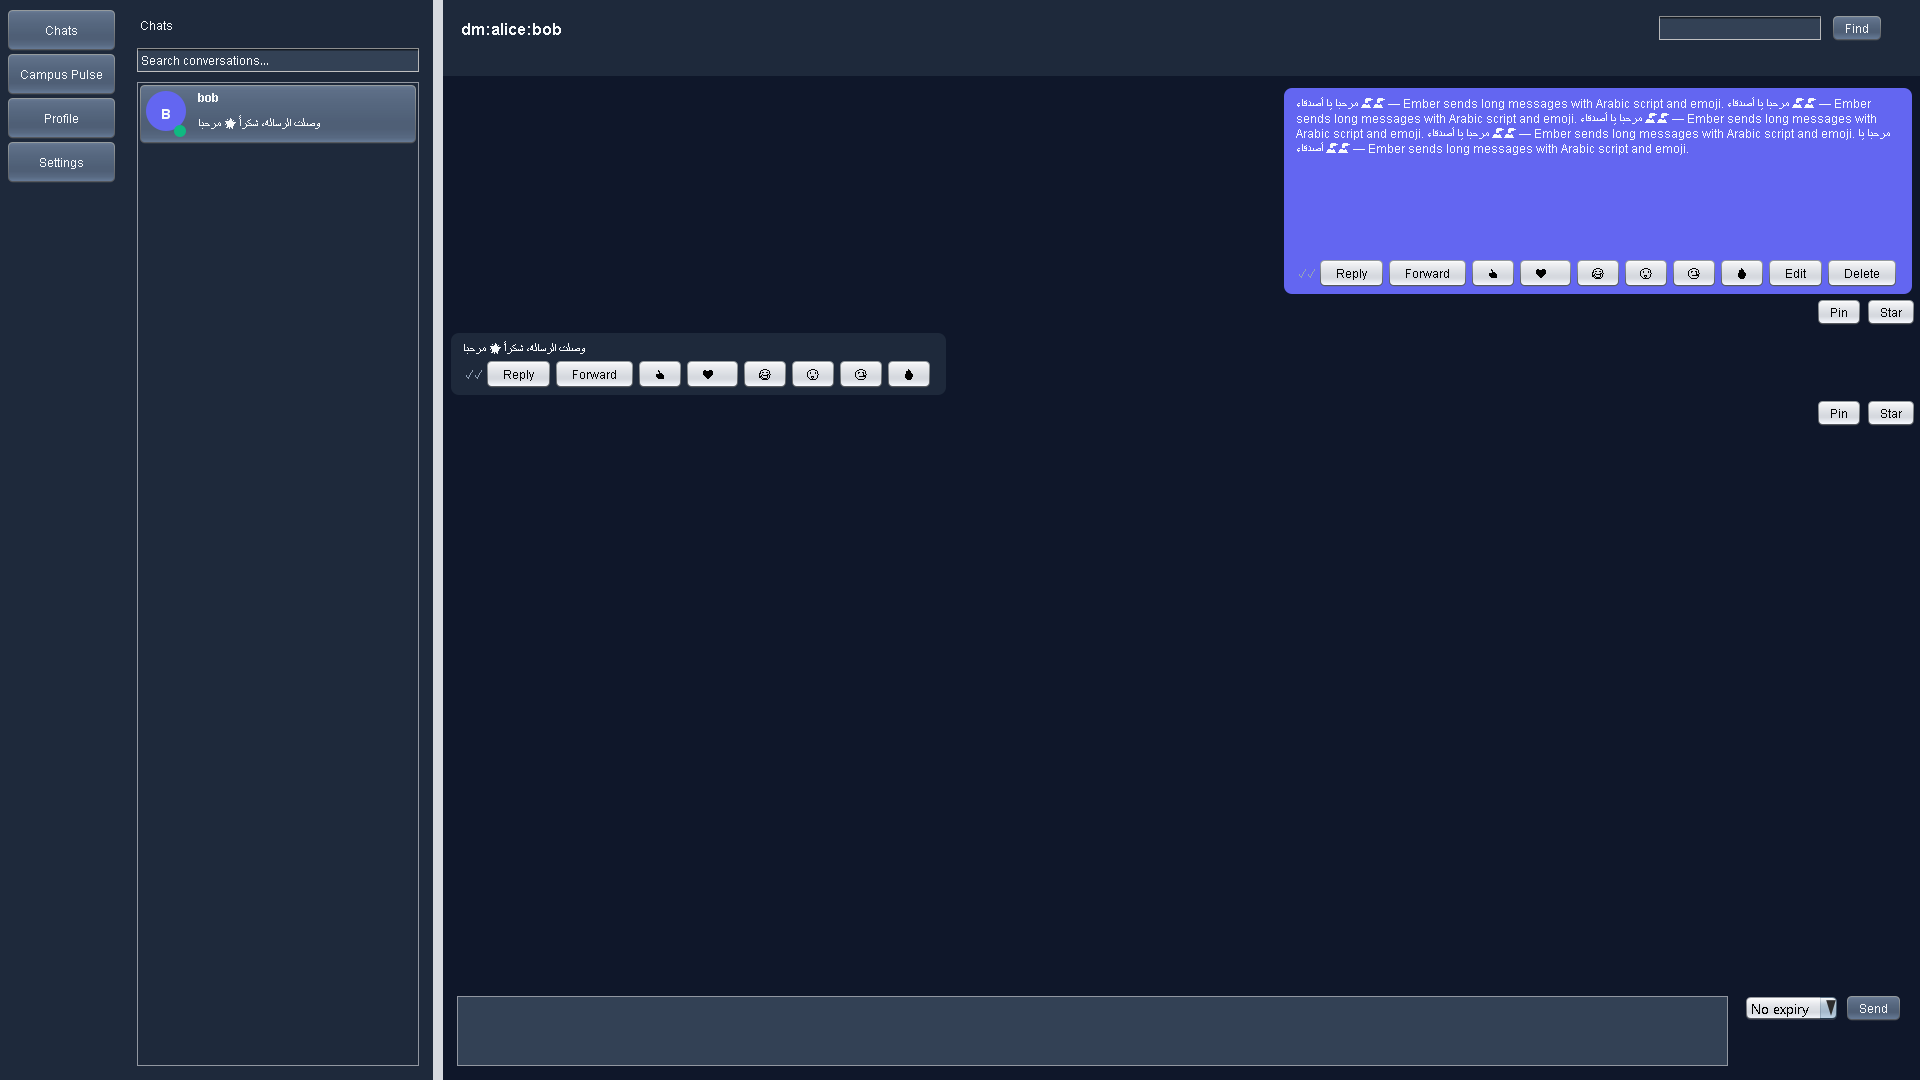 Chats
Campus Pulse
Profile
Settings
Chats
Search conversations...
B
bob
وصلت الرسالة، شكراً 🌟 مرحبا
dm:alice:bob
Find
مرحبا يا أصدقاء — Ember sends long messages with Arabic script and emoji. مرحبا يا أصدقاء — Ember
sends long messages with Arabic script and emoji. مرحبا يا أصدقاء — Ember sends long messages with
Arabic script and emoji. مرحبا يا أصدقاء — Ember sends long messages with Arabic script and emoji. مرحبا يا
أصدقاء — Ember sends long messages with Arabic script and emoji.
✓✓ Reply Forward Edit Delete
Pin Star
وصلت الرسالة، شكراً 🌟 مرحبا
✓✓ Reply Forward
Pin Star
No expiry
Send